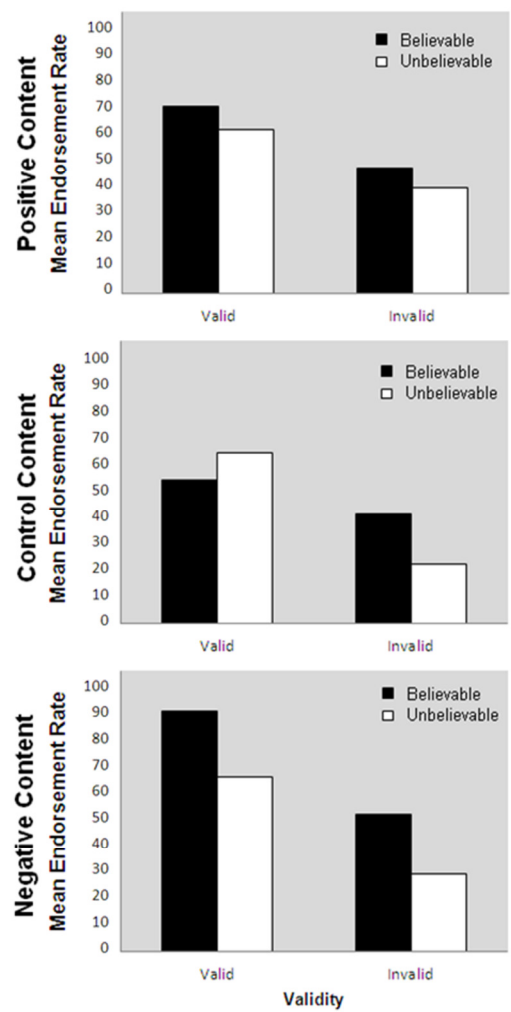 Positive Content
Mean Endorsement Rate
100
90
80
70
60
50
40
30
20
10
0
Believable
Unbelievable
Valid
Invalid
Control Content
Mean Endorsement Rate
100
90
80
70
60
50
40
30
20
10
0
Believable
Unbelievable
Valid
Invalid
Negative Content
Mean Endorsement Rate
100
90
80
70
60
50
40
30
20
10
0
Believable
Unbelievable
Valid
Invalid
Validity